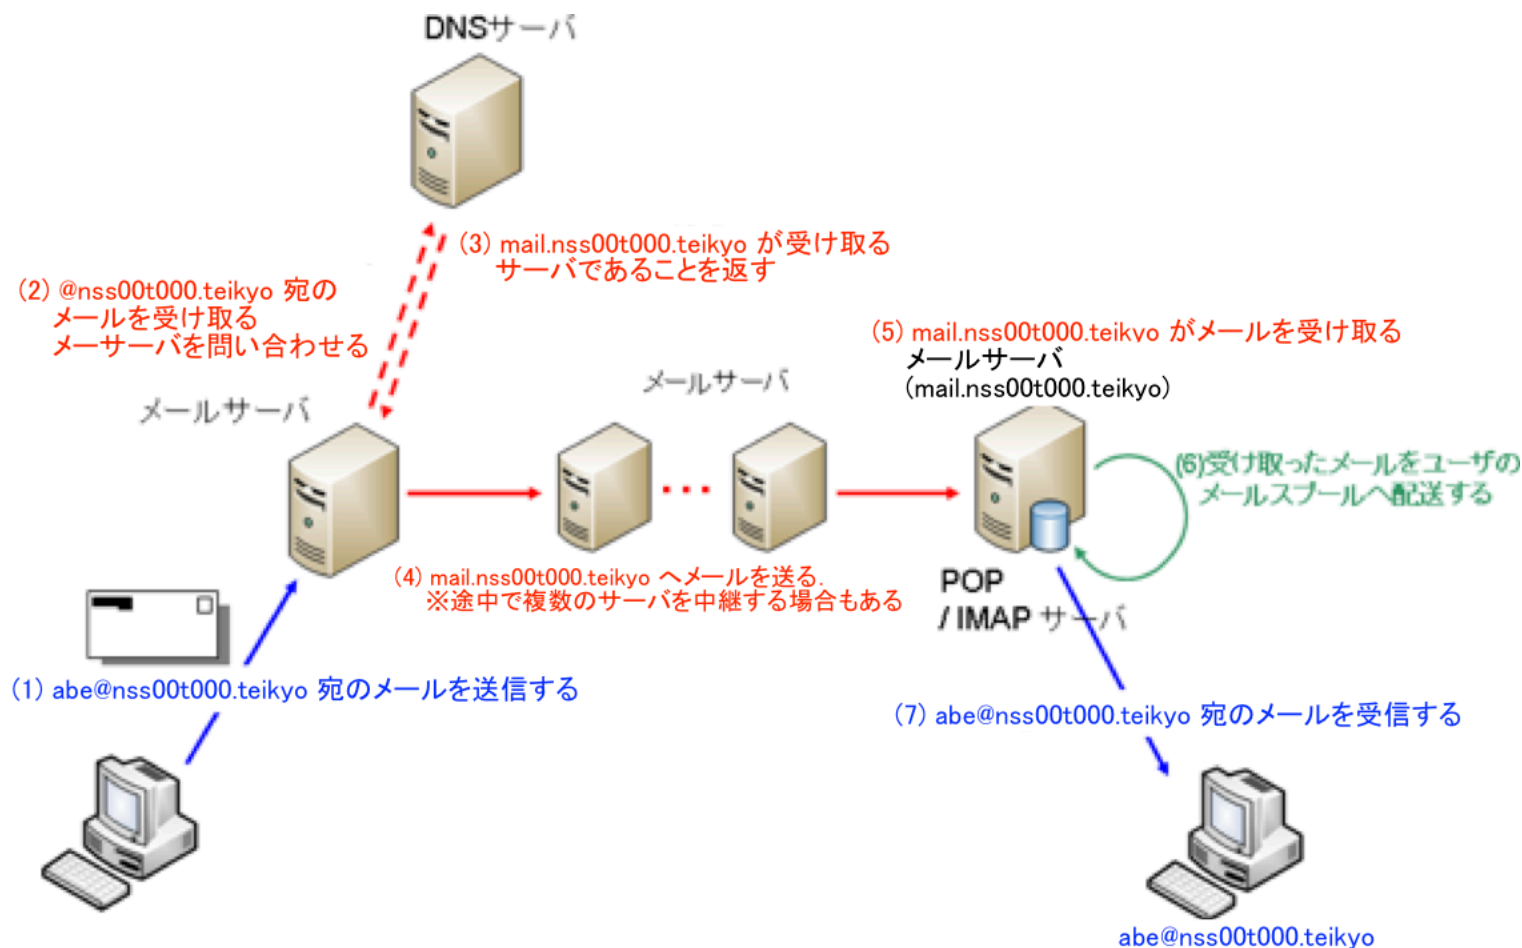 DNSサーバ
(3) mail.nss00t000.teikyo が受け取る
サーバであることを返す
(2) @nss00t000.teikyo 宛の
メールを受け取る
メーサーバを問い合わせる
(5) mail.nss00t000.teikyo がメールを受け取る
メールサーバ
(mail.nss00t000.teikyo)
メールサーバ
メールサーバ
(6)受け取ったメールをユーザの
メールスプールへ配送する
(4) mail.nss00t000.teikyo へメールを送る.
※途中で複数のサーバを中継する場合もある
POP
/ IMAP サーバ
(1) abe@nss00t000.teikyo 宛のメールを送信する
(7) abe@nss00t000.teikyo 宛のメールを受信する
abe@nss00t000.teikyo